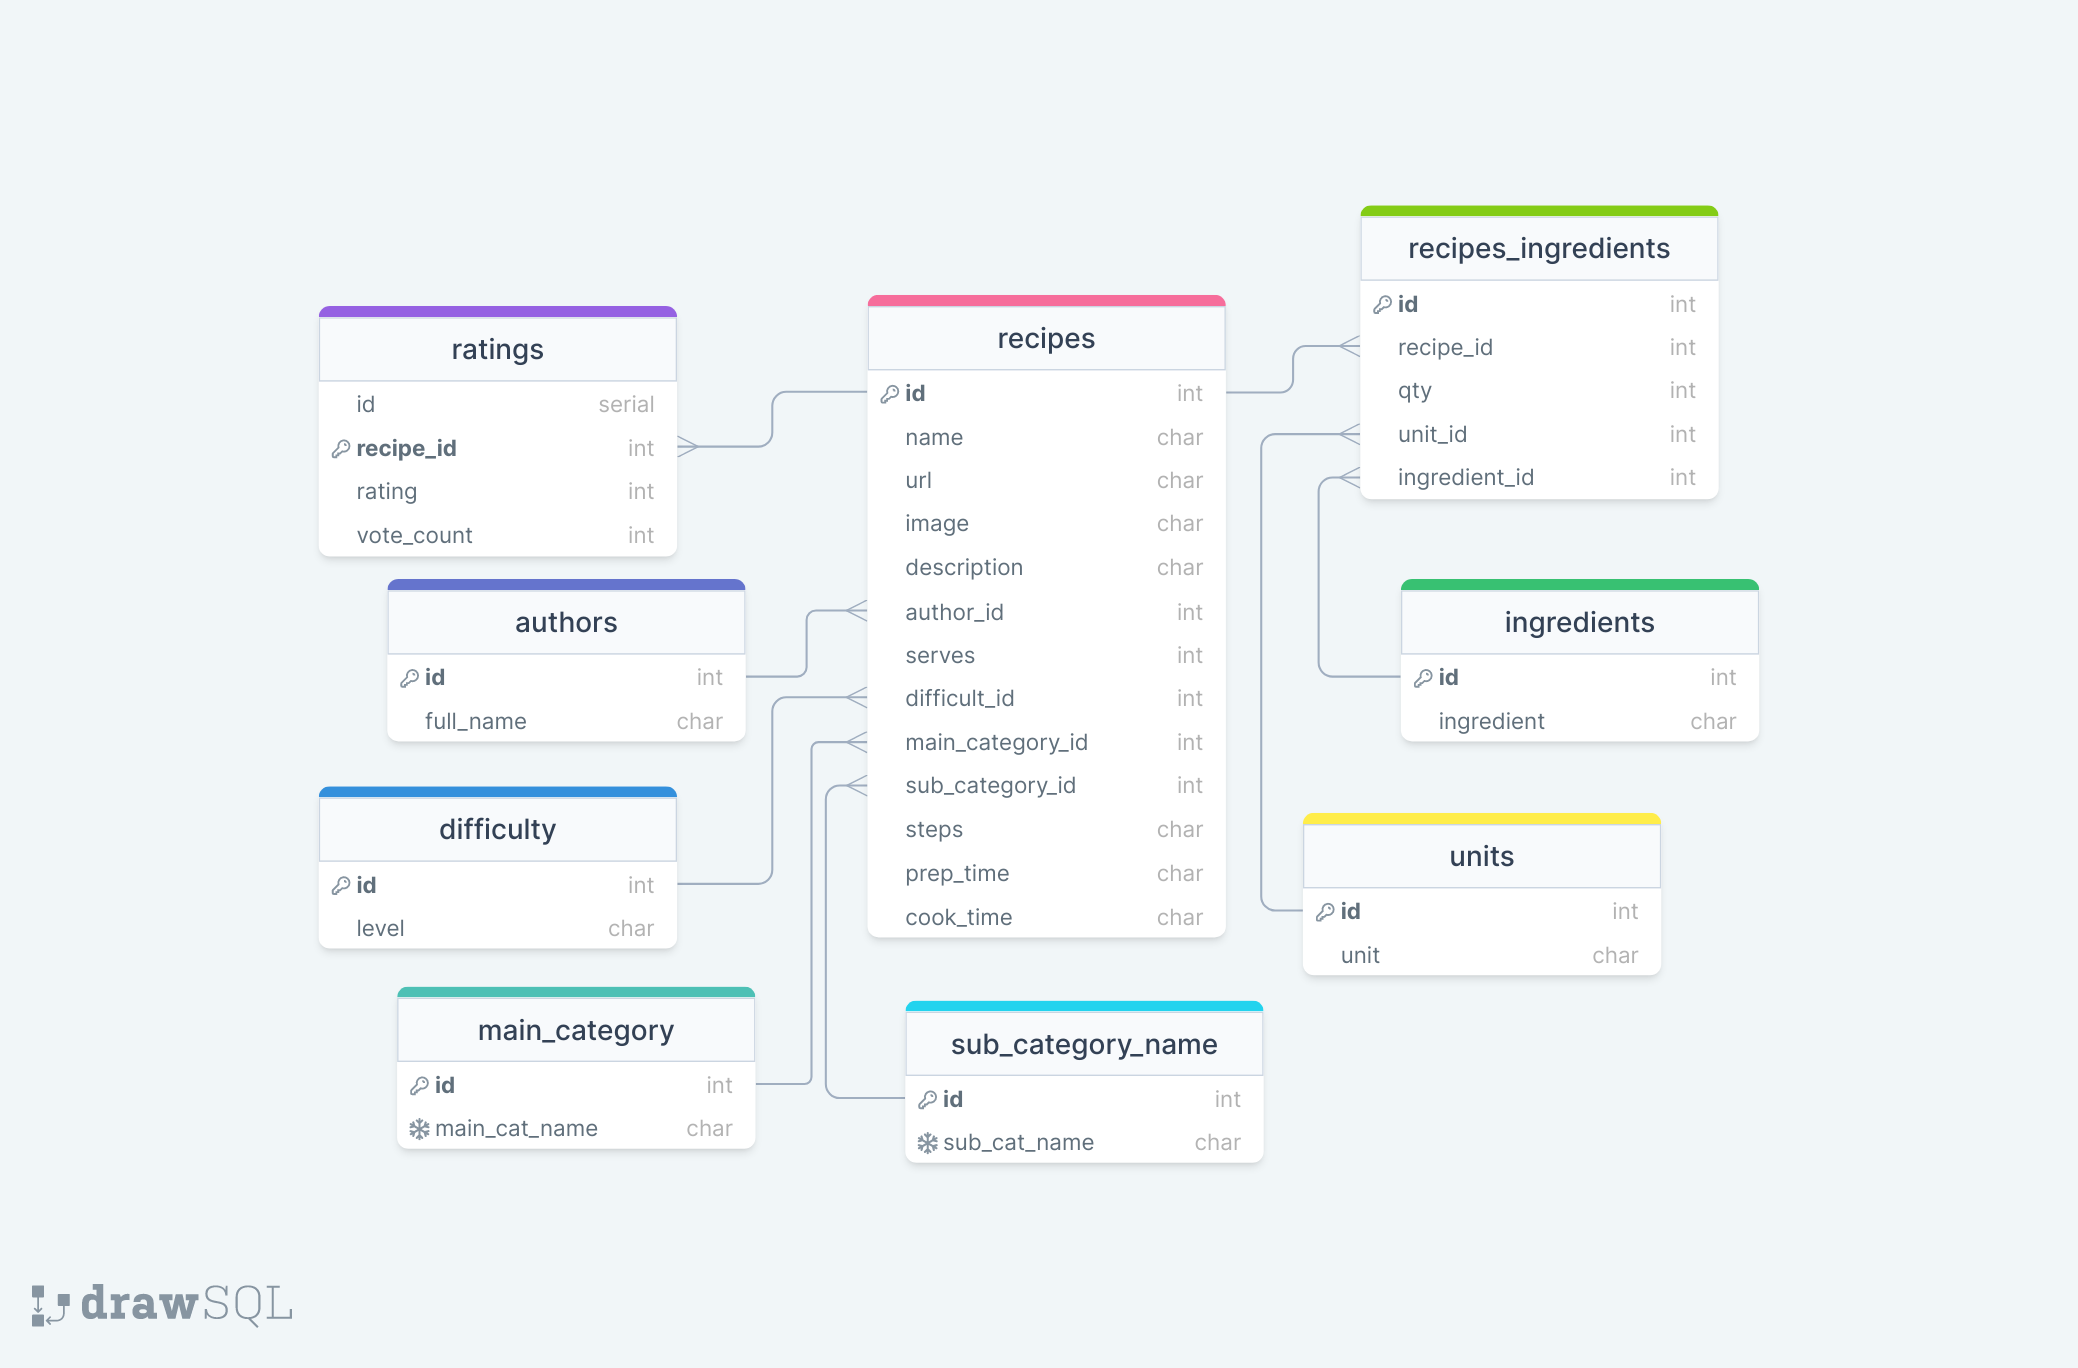 ratings
id serial
recipe_id int
rating int
vote_count int
authors
id int
full_name char
difficulty
id int
level char
main_category
id int
main_cat_name char
recipes
id int
name char
url char
image char
description char
author_id int
serves int
difficult_id int
main_category_id int
sub_category_id int
steps char
prep_time char
cook_time char
sub_category_name
id int
sub_cat_name char
recipes_ingredients
id int
recipe_id int
qty int
unit_id int
ingredient_id int
ingredients
id int
ingredient char
units
id int
unit char
drawSQL